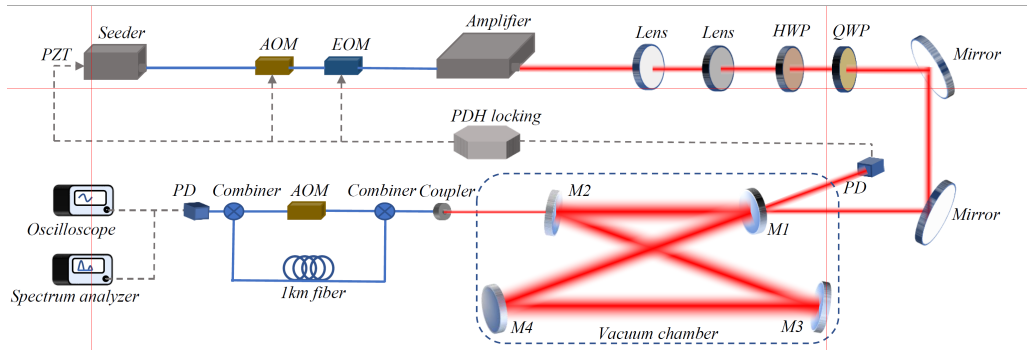 Seeder
PZT
AOM
EOM
Amplifier
Lens
Lens
HWP
QWP
Mirror
PDH locking
PD
Mirror
Oscilloscope
Spectrum analyzer
PD
Combiner
AOM
Combiner
Coupler
1km fiber
M2
M1
M4
M3
Vacuum chamber